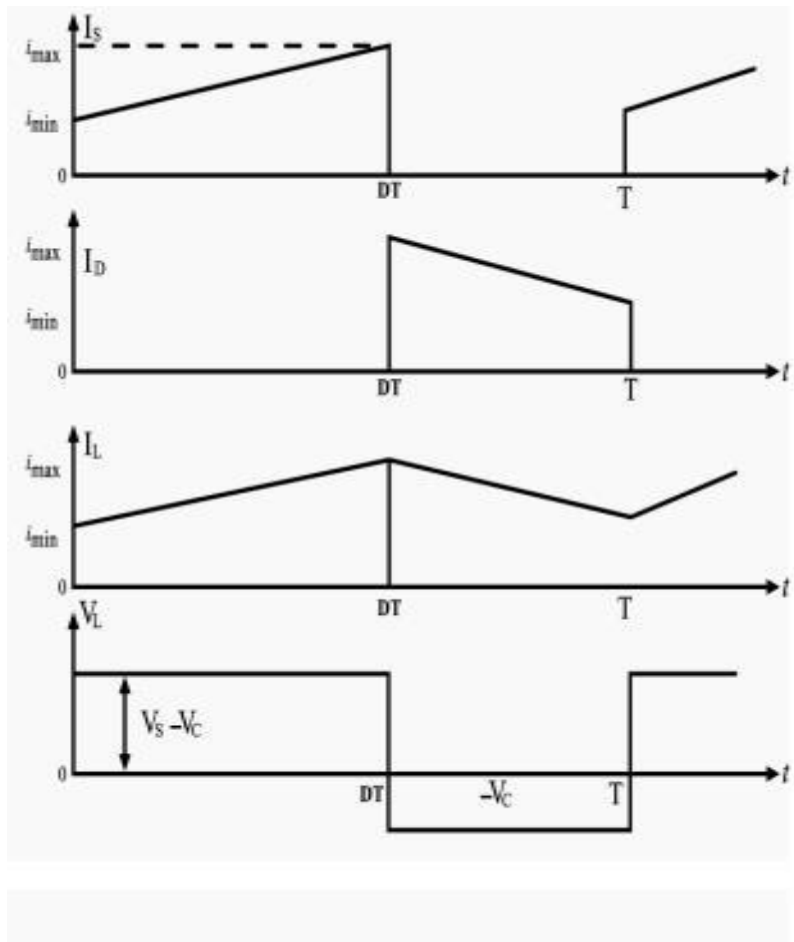 I_S
i_max
i_min
0
DT
T
t
i_max
I_D
i_min
0
DT
T
t
I_L
i_max
i_min
0
DT
T
t
V_L
V_S –V_C
0
DT
–V_C
T
t